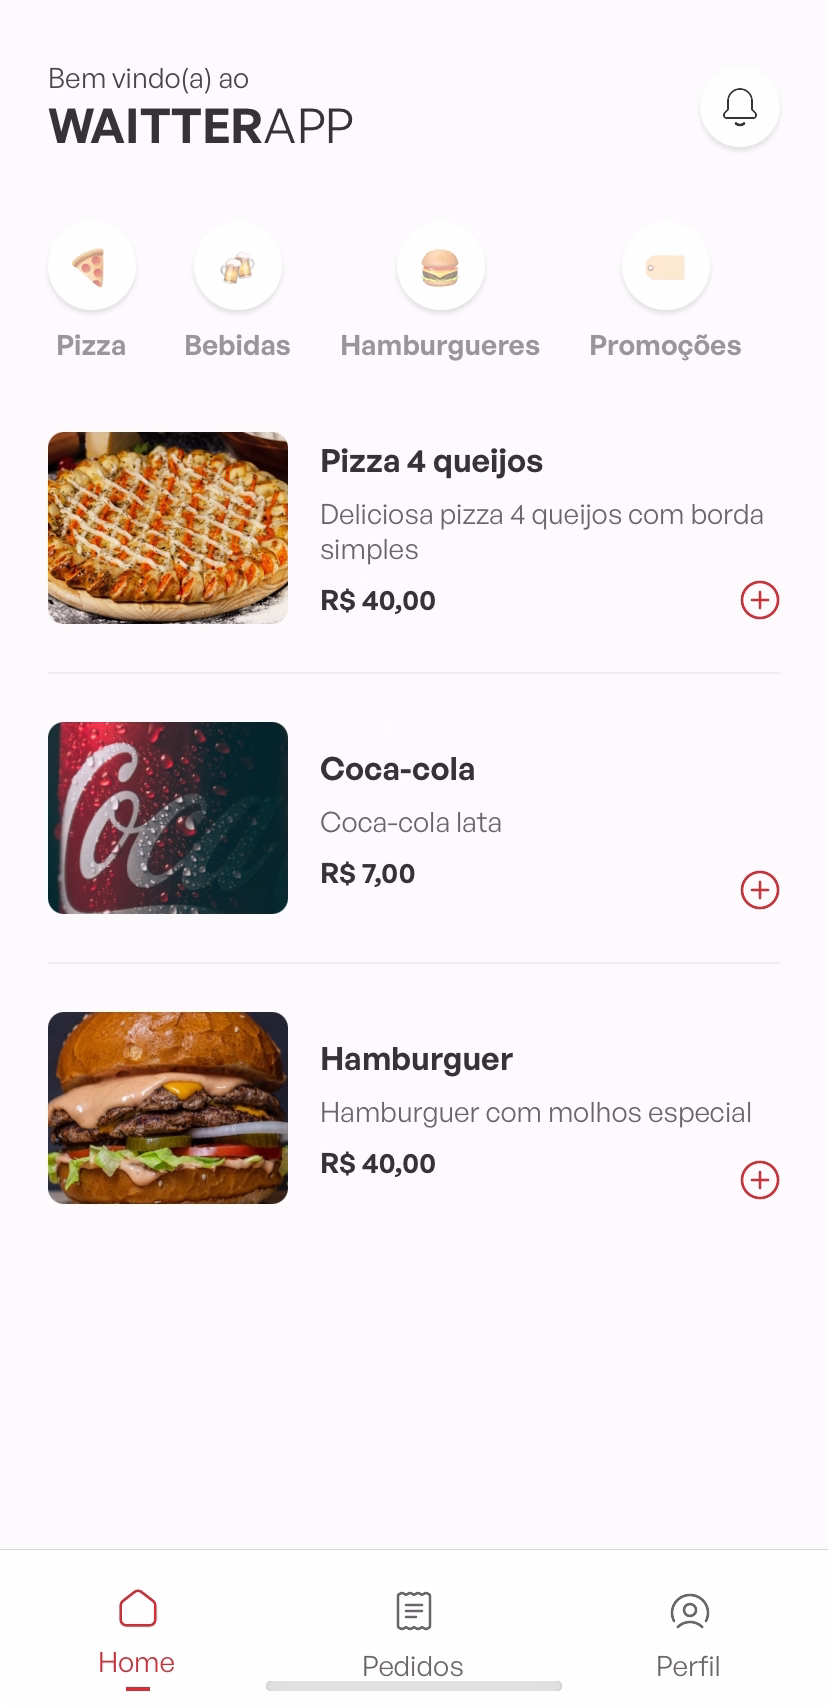 Bem vindo(a) ao
WAITTERAPP
Pizza
Bebidas
Hamburgueres
Promoções
Pizza 4 queijos
Deliciosa pizza 4 queijos com borda
simples
R$ 40,00
Coca-cola
Coca-cola lata
R$ 7,00
Coca
Hamburguer
Hamburguer com molhos especial
R$ 40,00
Home
Pedidos
Perfil